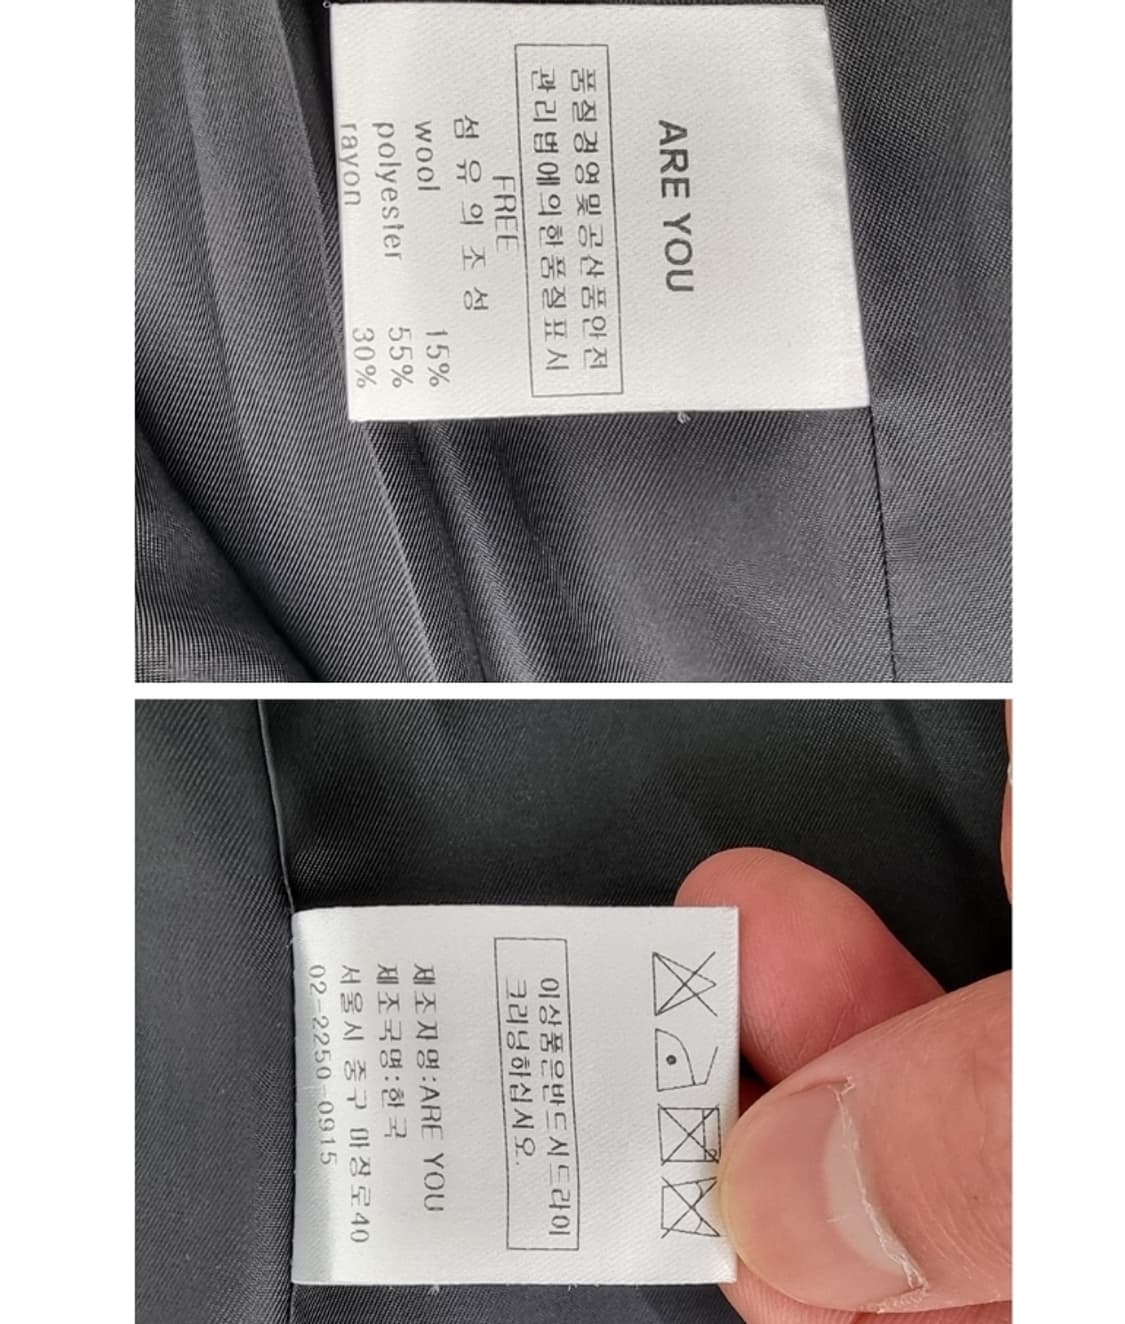 ARE YOU
품질경영및공산품안전
관리법에의한품질표시
FREE
섬 유 의 조 성
wool 15%
polyester 55%
rayon 30%
이상품은반드시드라이
크리닝하십시오.
제조자명:ARE YOU
제조국명:한국
서울시 중구 마장로40
02-2250-0915